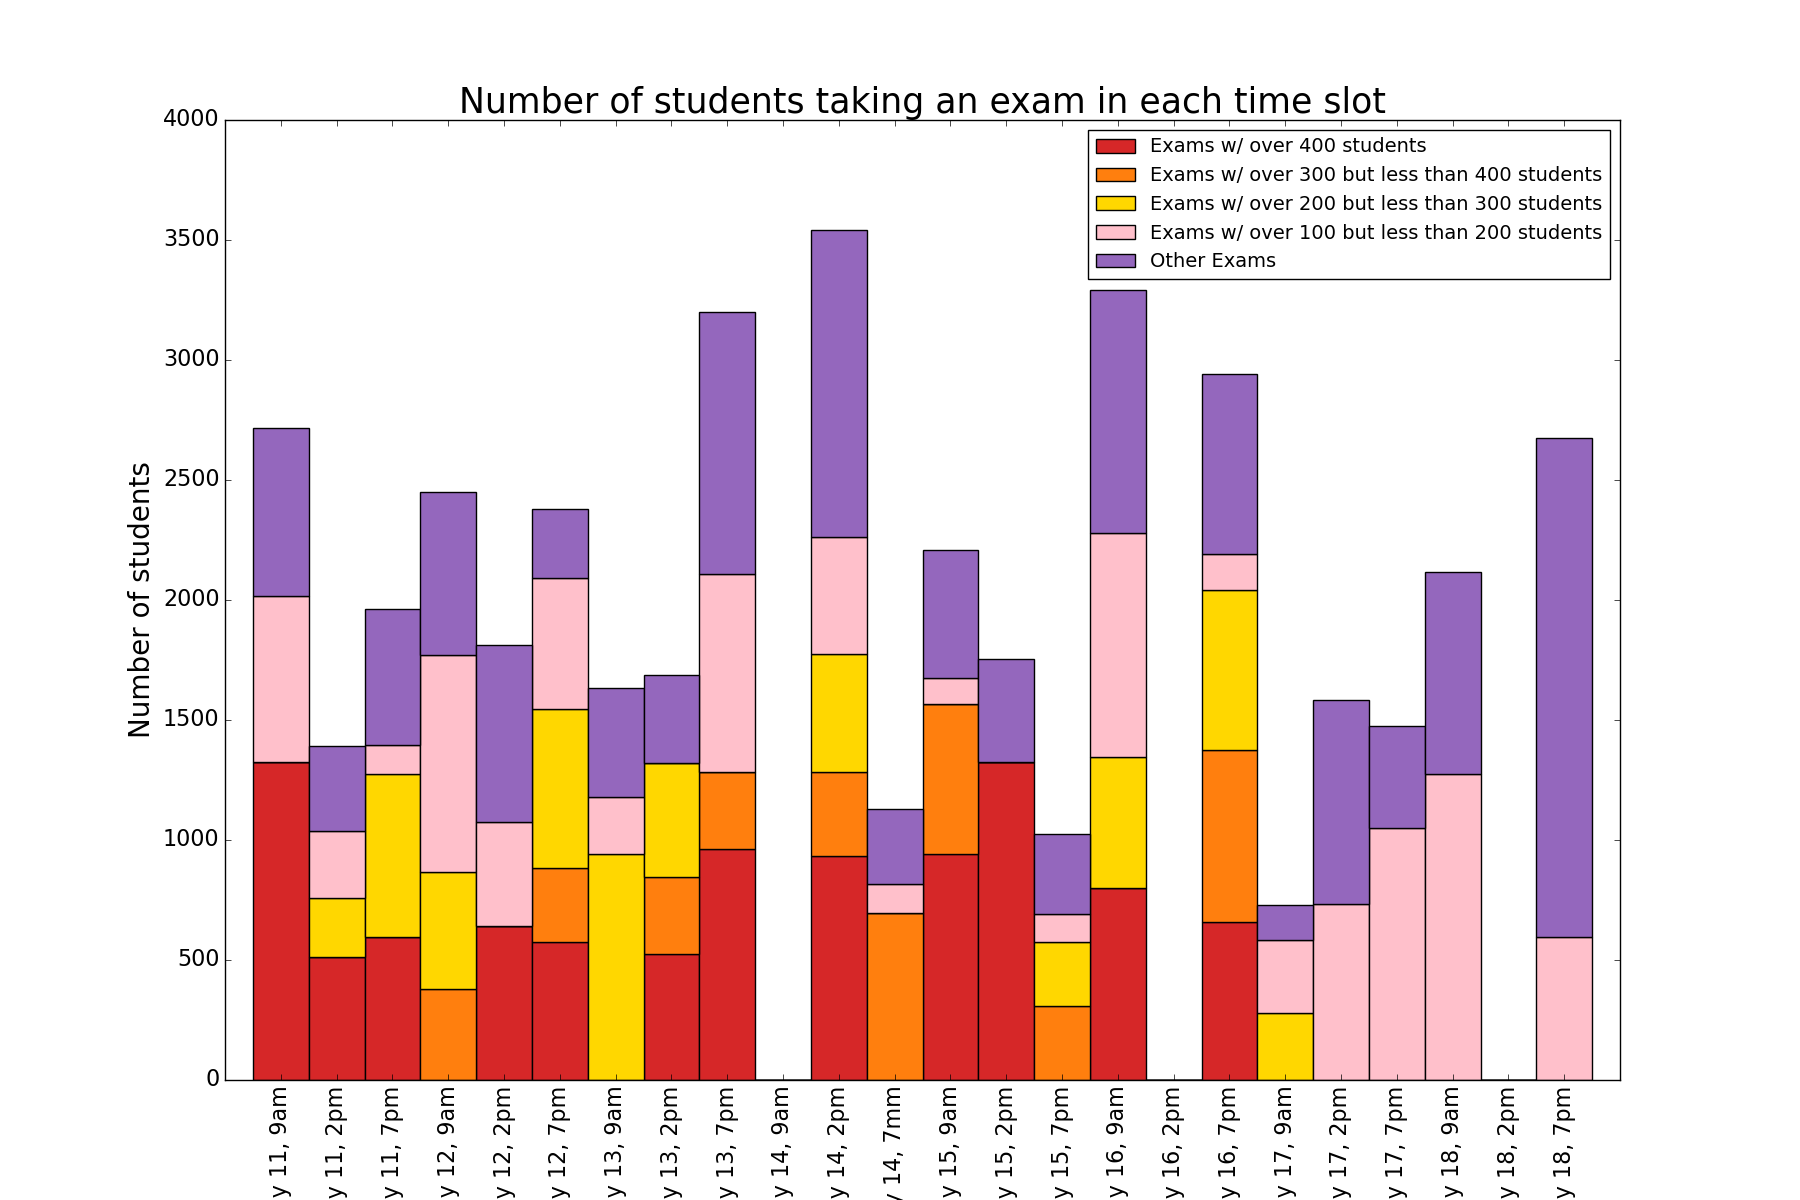 Number of students taking an exam in each time slot
Number of students
4000
3500
3000
2500
2000
1500
1000
500
0
Exams w/ over 400 students
Exams w/ over 300 but less than 400 students
Exams w/ over 200 but less than 300 students
Exams w/ over 100 but less than 200 students
Other Exams
y 11, 9am
y 11, 2pm
y 11, 7pm
y 12, 9am
y 12, 2pm
y 12, 7pm
y 13, 9am
y 13, 2pm
y 13, 7pm
y 14, 9am
y 14, 2pm
y 14, 7mm
y 15, 9am
y 15, 2pm
y 15, 7pm
y 16, 9am
y 16, 2pm
y 16, 7pm
y 17, 9am
y 17, 2pm
y 17, 7pm
y 18, 9am
y 18, 2pm
y 18, 7pm